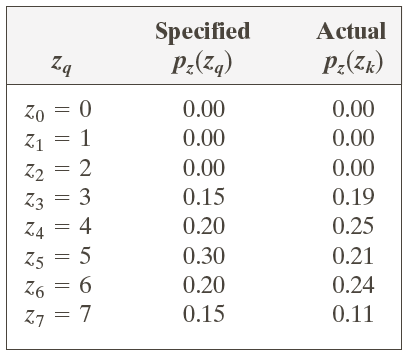 Specified Actual
z_q p_z(z_q) p_z(z_k)
z_0 = 0 0.00 0.00
z_1 = 1 0.00 0.00
z_2 = 2 0.00 0.00
z_3 = 3 0.15 0.19
z_4 = 4 0.20 0.25
z_5 = 5 0.30 0.21
z_6 = 6 0.20 0.24
z_7 = 7 0.15 0.11